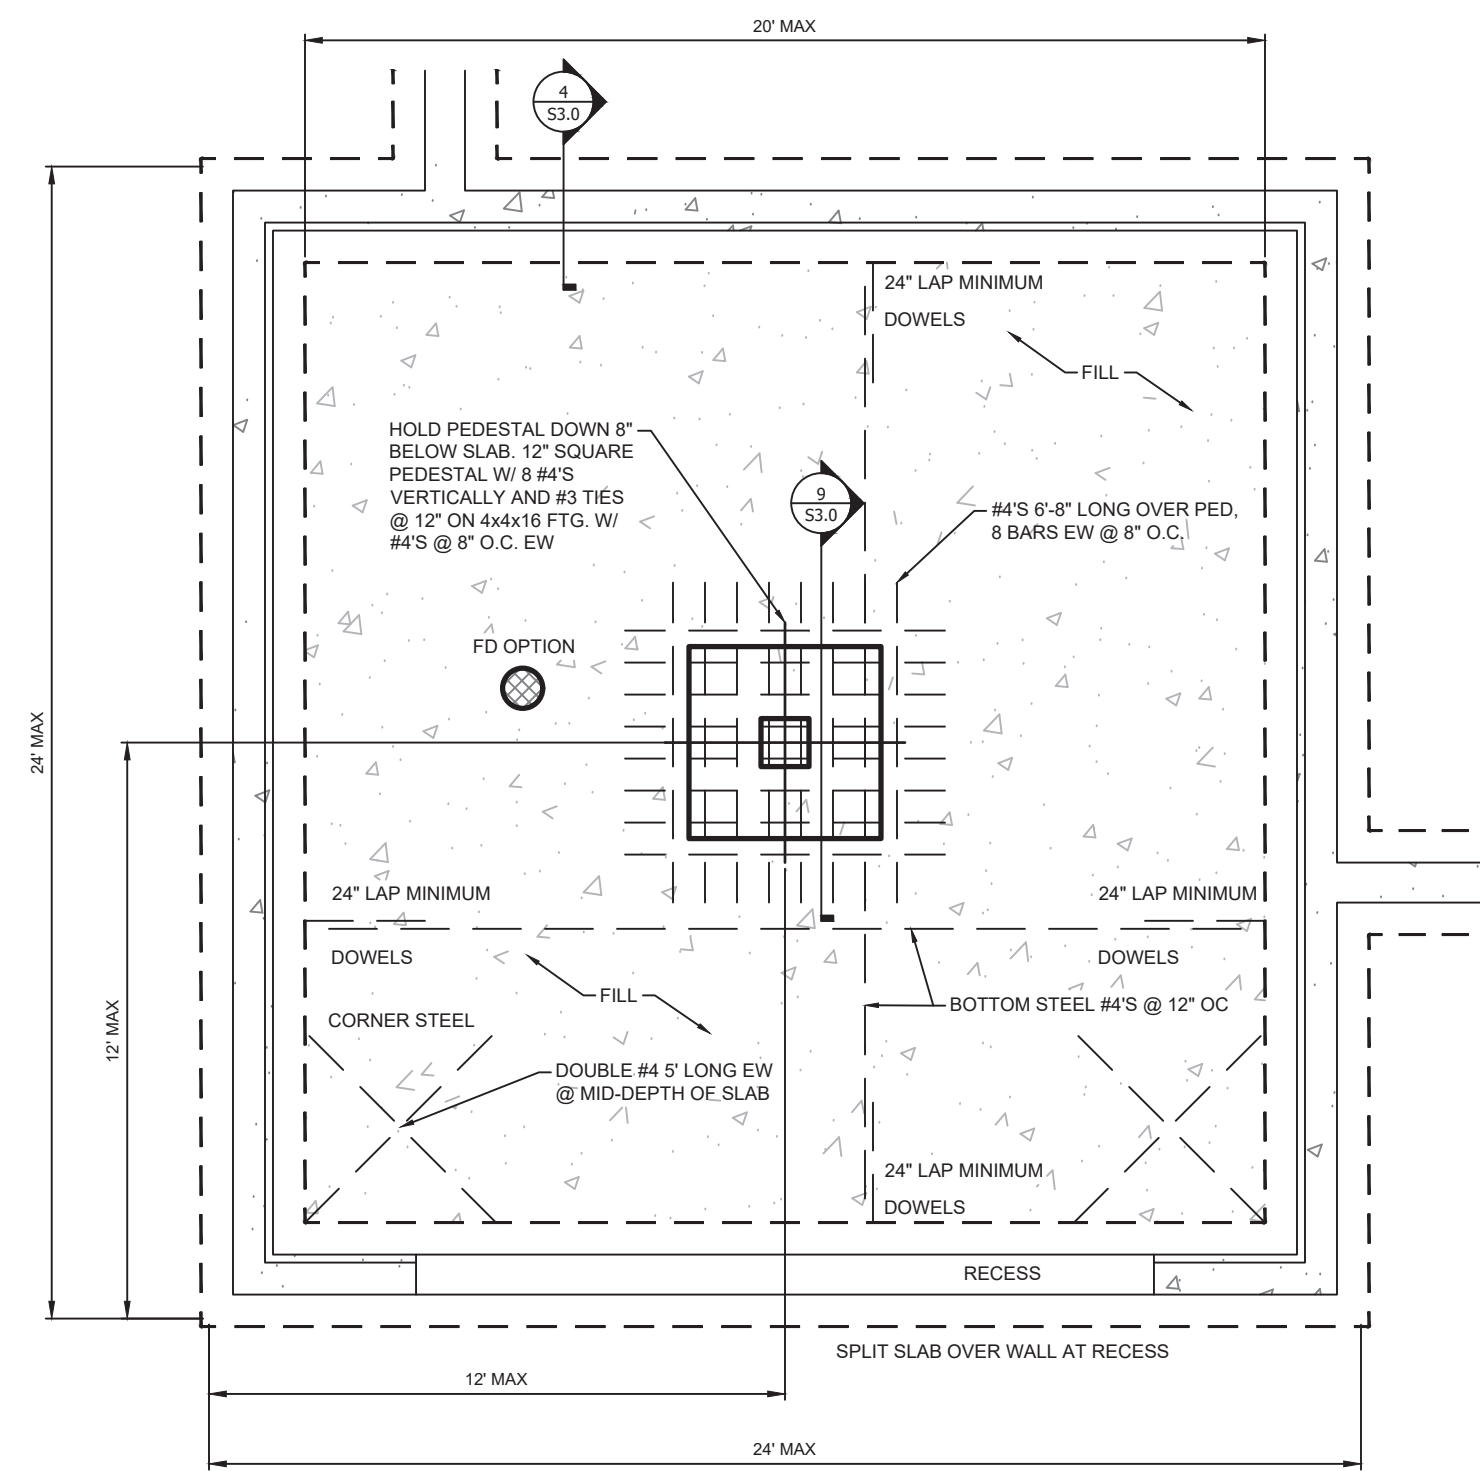 20' MAX
4
S3.0
24" LAP MINIMUM
DOWELS
FILL
HOLD PEDESTAL DOWN 8"
BELOW SLAB. 12" SQUARE
PEDESTAL W/ 8 #4'S
VERTICALLY AND #3 TIES
@ 12" ON 4x4x16 FTG. W/
#4'S @ 8" O.C. EW
9
S3.0
#4'S 6'-8" LONG OVER PED,
8 BARS EW @ 8" O.C.
FD OPTION
24' MAX
24" LAP MINIMUM
24" LAP MINIMUM
DOWELS
DOWELS
FILL
BOTTOM STEEL #4'S @ 12" OC
CORNER STEEL
12' MAX
DOUBLE #4 5' LONG EW
@ MID-DEPTH OF SLAB
24" LAP MINIMUM
DOWELS
RECESS
SPLIT SLAB OVER WALL AT RECESS
12' MAX
24' MAX